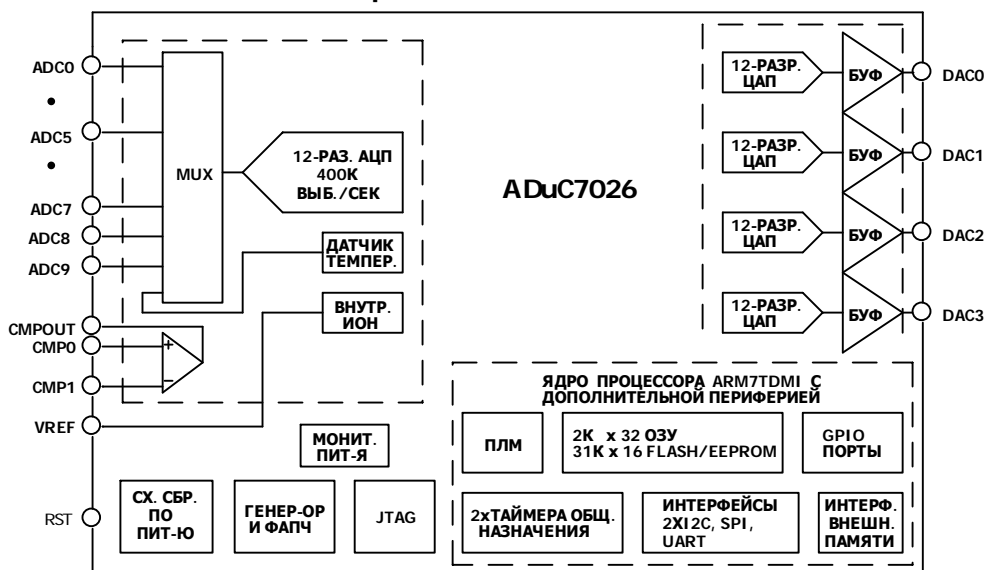 ADC0
ADC5
ADC7
ADC8
ADC9
CMPOUT
CMP0
CMP1
VREF
RST
MUX
12-РАЗ. АЦП
400К
ВЫБ./СЕК
ДАТЧИК
ТЕМПЕР.
ВНУТР.
ИОН
+
−
ADuC7026
12-РАЗР.
ЦАП
БУФ
DAC0
12-РАЗР.
ЦАП
БУФ
DAC1
12-РАЗР.
ЦАП
БУФ
DAC2
12-РАЗР.
ЦАП
БУФ
DAC3
МОНИТ.
ПИТ-Я
СХ. СБР.
ПО
ПИТ-Ю
ГЕНЕР-ОР
И ФАПЧ
JTAG
ЯДРО ПРОЦЕССОРА ARM7TDMI С
ДОПОЛНИТЕЛЬНОЙ ПЕРИФЕРИЕЙ
ПЛМ
2К х 32 ОЗУ
31К х 16 FLASH/EEPROM
GPIO
ПОРТЫ
2хТАЙМЕРА ОБЩ.
НАЗНАЧЕНИЯ
ИНТЕРФЕЙСЫ
2XI2C, SPI,
UART
ИНТЕРФ.
ВНЕШН.
ПАМЯТИ